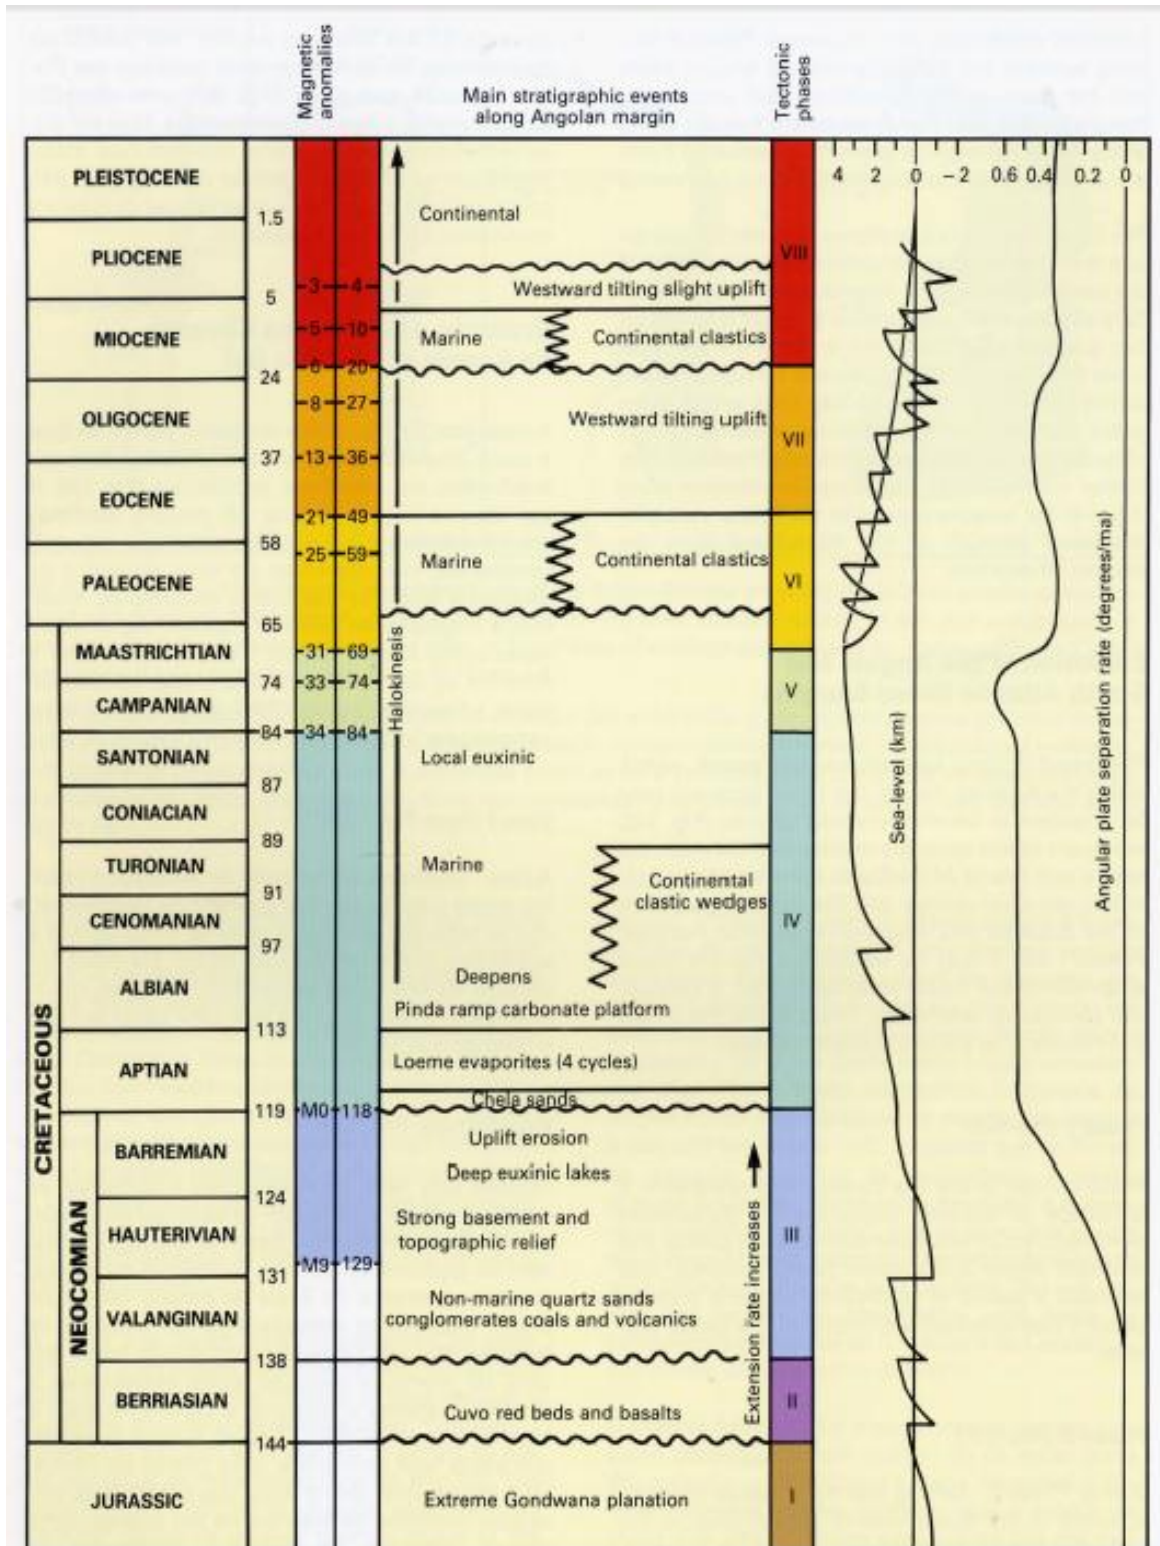 Magnetic
anomalies
Main stratigraphic events
along Angolan margin
Tectonic
phases
4 2 0 −2 0.6 0.4 0.2 0
PLEISTOCENE
Continental
1.5
PLIOCENE
VIII
3 4
Westward tilting slight uplift
5
5 10
MIOCENE
Marine
Continental clastics
6 20
24
8 27
OLIGOCENE
Westward tilting uplift
VII
37
13 36
EOCENE
21 49
58
25 59
Marine
Continental clastics
PALEOCENE
VI
65
MAASTRICHTIAN
31 69
74
33 74
V
CAMPANIAN
Halokinesis
84 34 84
SANTONIAN
Local euxinic
87
CONIACIAN
89
TURONIAN
Marine
Continental
clastic wedges
91
CENOMANIAN
IV
97
ALBIAN
Deepens
Pinda ramp carbonate platform
113
APTIAN
Loeme evaporites (4 cycles)
Chela sands
119 M0 118
CRETACEOUS
NEOCOMIAN
BARREMIAN
Uplift erosion
Deep euxinic lakes
124
HAUTERIVIAN
Strong basement and
topographic relief
III
M9 129
131
VALANGINIAN
Non-marine quartz sands
conglomerates coals and volcanics
138
BERRIASIAN
II
Cuvo red beds and basalts
144
JURASSIC
Extreme Gondwana planation
I
Extension rate increases
Sea-level (km)
Angular plate separation rate (degrees/ma)